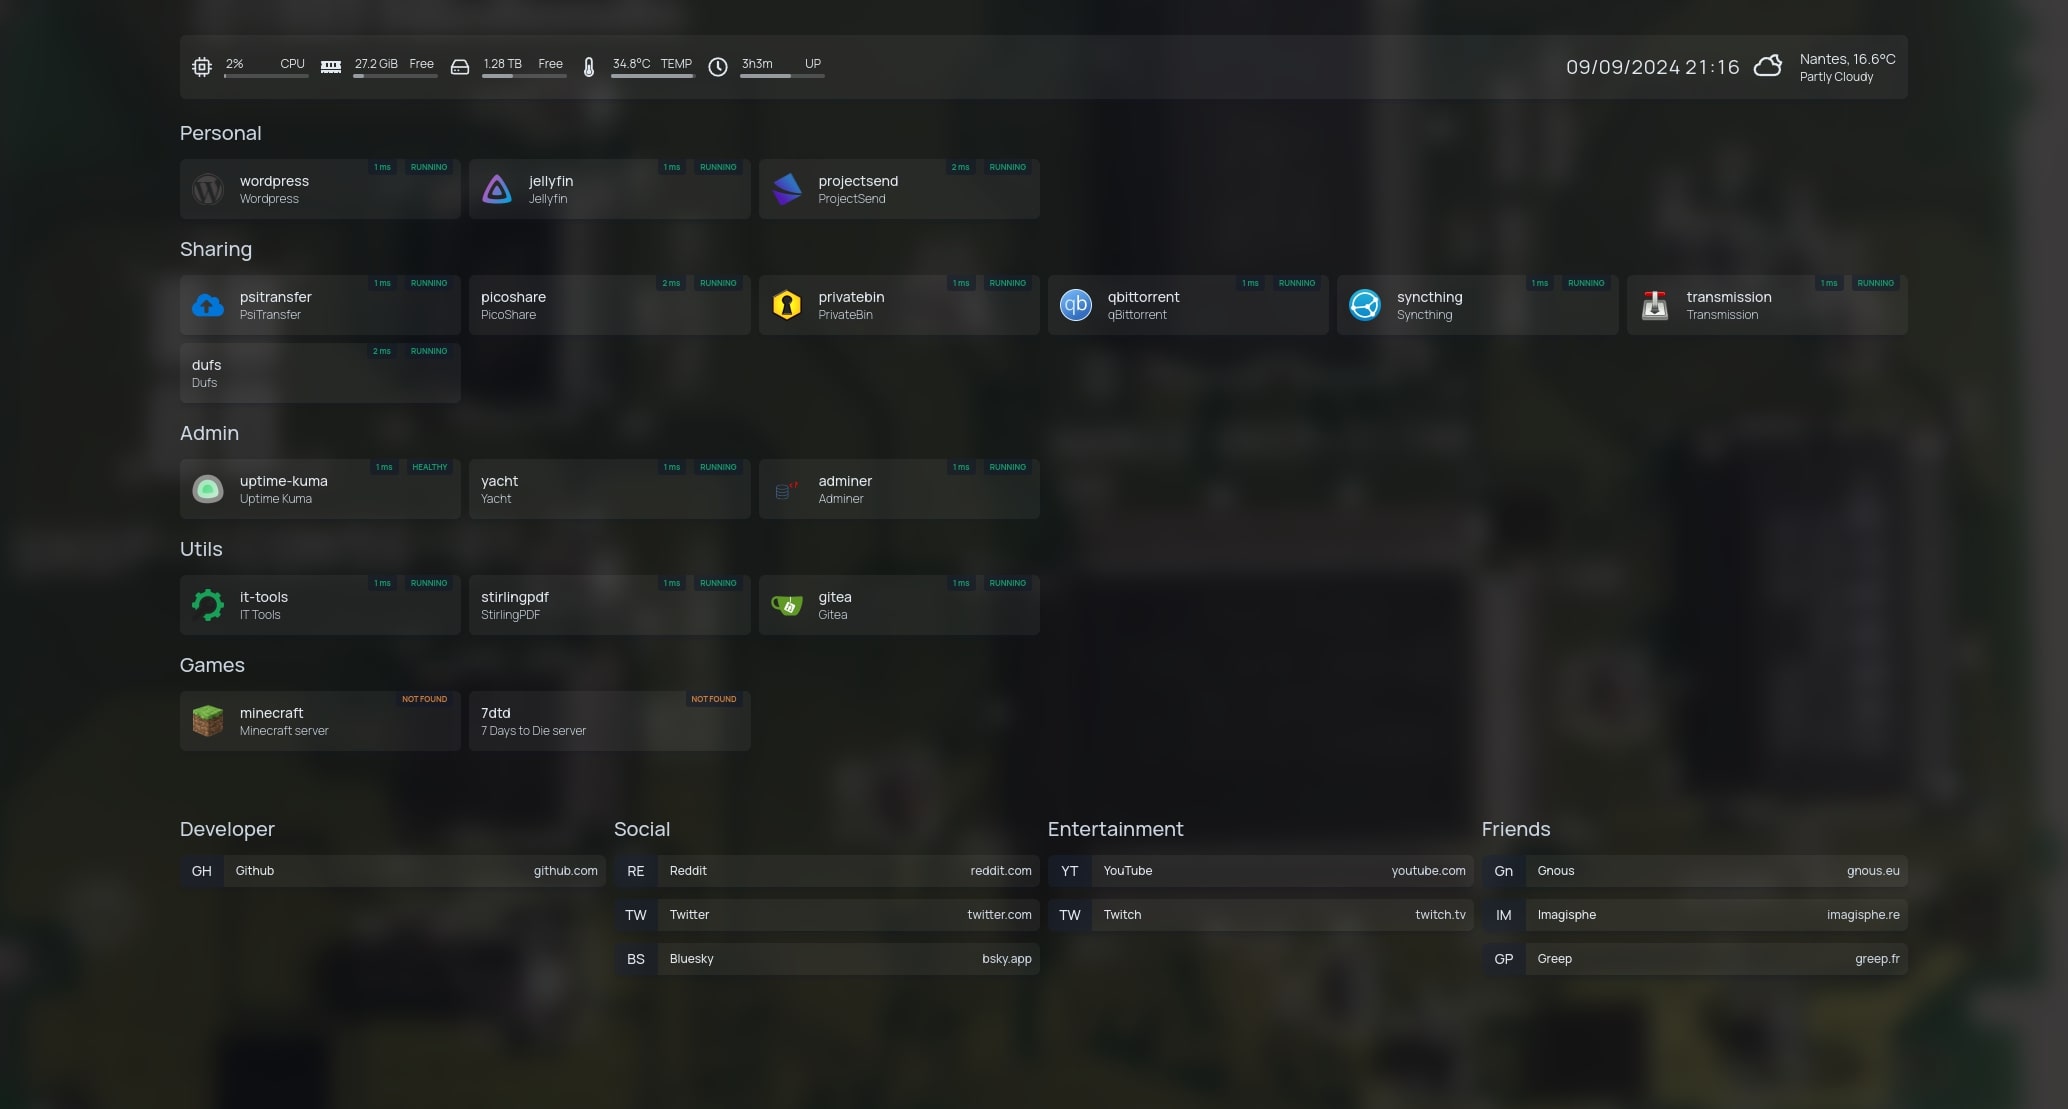 2% CPU 27.2 GiB Free 1.28 TB Free 34.8°C TEMP 3h3m UP 09/09/2024 21:16 Nantes, 16.6°C
Partly Cloudy
Personal
1 ms RUNNING
wordpress
Wordpress
1 ms RUNNING
jellyfin
Jellyfin
2 ms RUNNING
projectsend
ProjectSend
Sharing
1 ms RUNNING
psitransfer
PsiTransfer
2 ms RUNNING
picoshare
PicoShare
1 ms RUNNING
privatebin
PrivateBin
1 ms RUNNING
qb
qbittorrent
qBittorrent
1 ms RUNNING
syncthing
Syncthing
1 ms RUNNING
transmission
Transmission
2 ms RUNNING
dufs
Dufs
Admin
1 ms HEALTHY
uptime-kuma
Uptime Kuma
1 ms RUNNING
yacht
Yacht
1 ms RUNNING
adminer
Adminer
Utils
1 ms RUNNING
it-tools
IT Tools
1 ms RUNNING
stirlingpdf
StirlingPDF
1 ms RUNNING
gitea
Gitea
Games
NOT FOUND
minecraft
Minecraft server
NOT FOUND
7dtd
7 Days to Die server
Developer
GH Github github.com
Social
RE Reddit reddit.com
TW Twitter twitter.com
BS Bluesky bsky.app
Entertainment
YT YouTube youtube.com
TW Twitch twitch.tv
Friends
Gn Gnous gnous.eu
IM Imagisphe imagisphe.re
GP Greep greep.fr